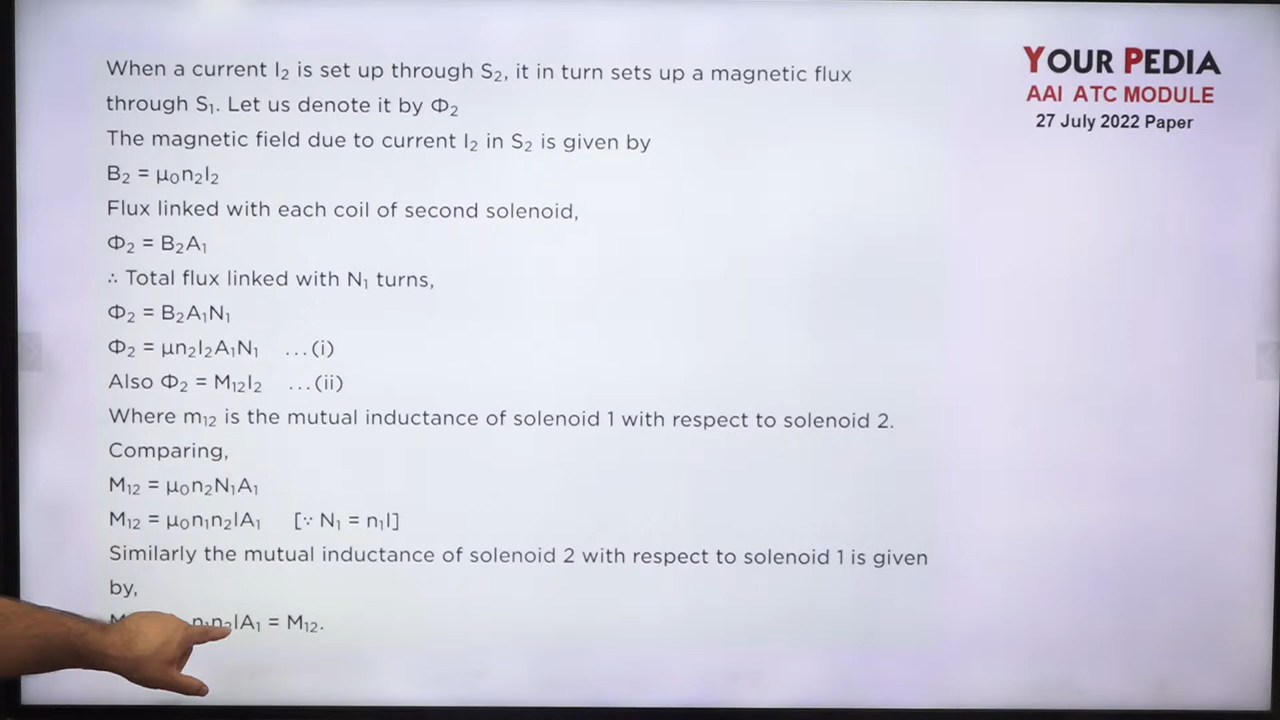 When a current I₂ is set up through S₂, it in turn sets up a magnetic flux
through S₁. Let us denote it by Φ₂
The magnetic field due to current I₂ in S₂ is given by
B₂ = μ₀n₂I₂
Flux linked with each coil of second solenoid,
Φ₂ = B₂A₁
∴ Total flux linked with N₁ turns,
Φ₂ = B₂A₁N₁
Φ₂ = μn₂I₂A₁N₁ ...(i)
Also Φ₂ = M₁₂I₂ ...(ii)
Where m₁₂ is the mutual inductance of solenoid 1 with respect to solenoid 2.
Comparing,
M₁₂ = μ₀n₂N₁A₁
M₁₂ = μ₀n₁n₂lA₁ [∵ N₁ = n₁l]
Similarly the mutual inductance of solenoid 2 with respect to solenoid 1 is given
by,
n₁n₂lA₁ = M₁₂.
YOUR PEDIA
AAI ATC MODULE
27 July 2022 Paper